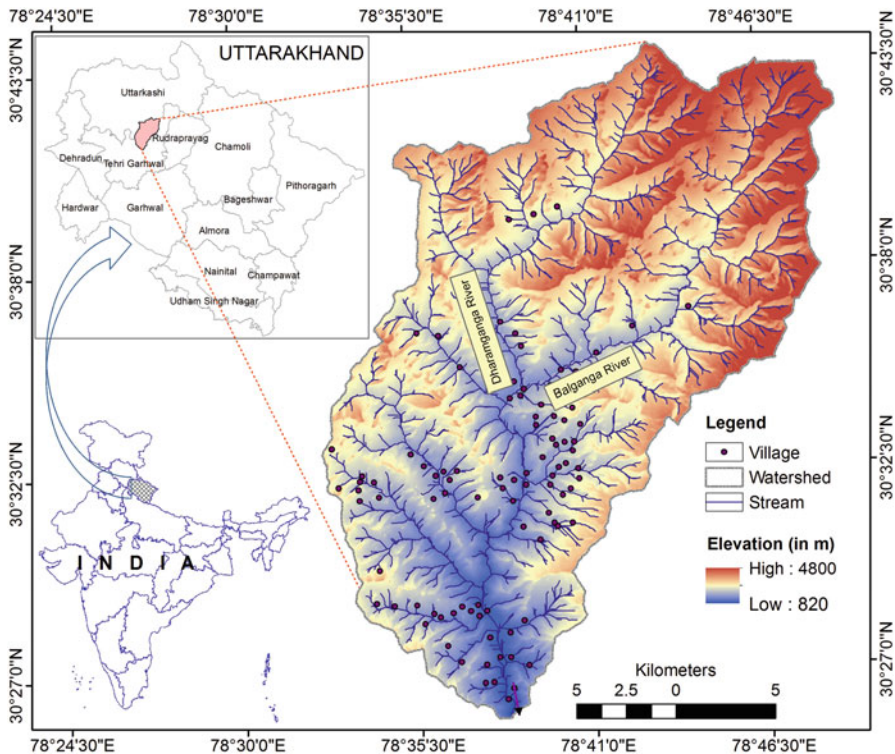 78°24'30"E 78°30'0"E 78°35'30"E 78°41'0"E 78°46'30"E
30°43'30"N
30°38'0"N
30°32'30"N
30°27'0"N
UTTARAKHAND
Uttarkashi
Rudraprayag
Chamoli
Dehradun
Tehri Garhwal
Pithoragarh
Hardwar
Garhwal
Bageshwar
Almora
Nainital
Champawat
Udham Singh Nagar
INDIA
Dharamganga River
Balganga River
Legend
Village
Watershed
Stream
Elevation (in m)
High : 4800
Low : 820
Kilometers
5 2.5 0 5
30°43'30"N
30°38'0"N
30°32'30"N
30°27'0"N
78°24'30"E 78°30'0"E 78°35'30"E 78°41'0"E 78°46'30"E